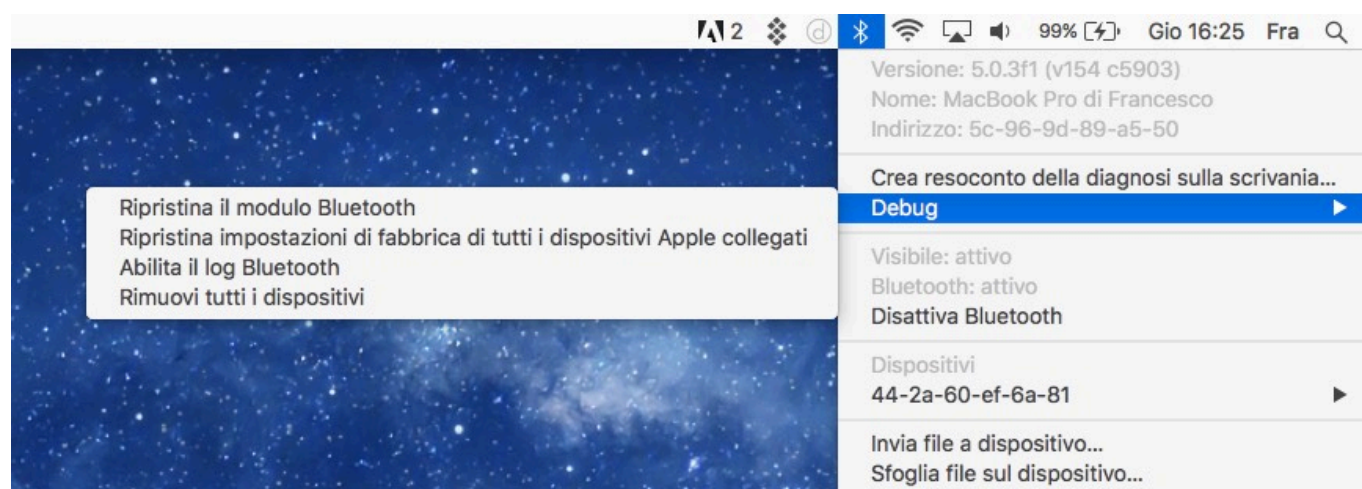 2 99% Gio 16:25 Fra
Versione: 5.0.3f1 (v154 c5903)
Nome: MacBook Pro di Francesco
Indirizzo: 5c-96-9d-89-a5-50
Crea resoconto della diagnosi sulla scrivania...
Debug
Ripristina il modulo Bluetooth
Ripristina impostazioni di fabbrica di tutti i dispositivi Apple collegati
Abilita il log Bluetooth
Rimuovi tutti i dispositivi
Visibile: attivo
Bluetooth: attivo
Disattiva Bluetooth
Dispositivi
44-2a-60-ef-6a-81
Invia file a dispositivo...
Sfoglia file sul dispositivo...